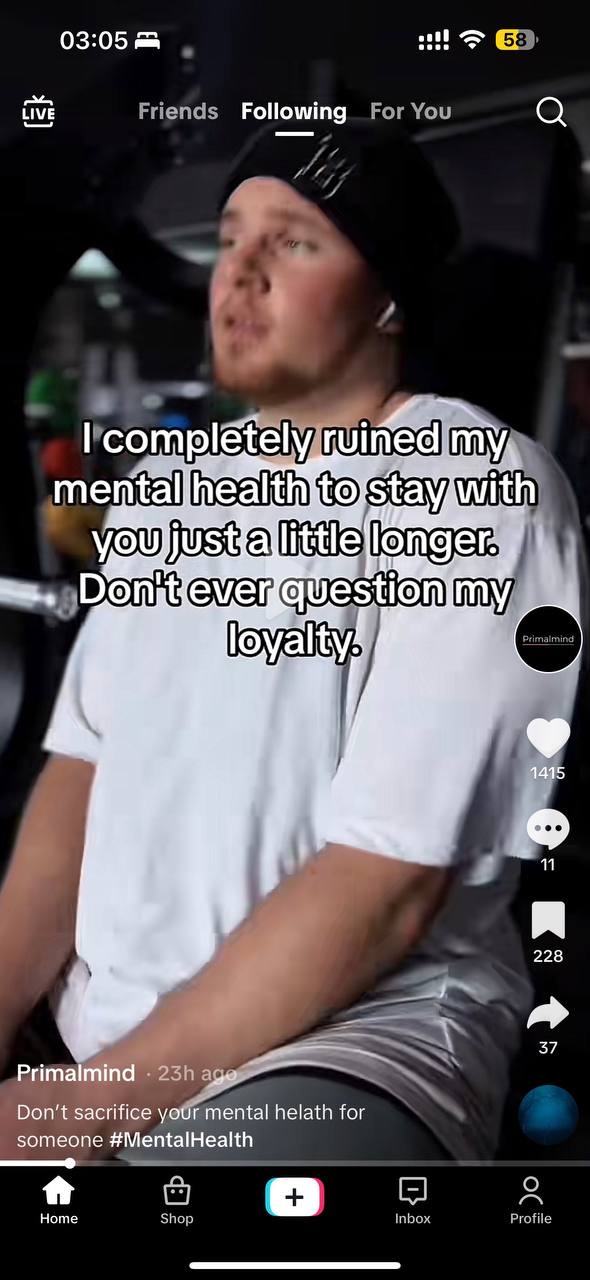 03:05
58
LIVE
Friends Following For You
I completely ruined my
mental health to stay with
you just a little longer.
Don't ever question my
loyalty.
Primalmind
1415
11
228
37
Primalmind · 23h ago
Don't sacrifice your mental helath for
someone #MentalHealth
Home Shop Inbox Profile